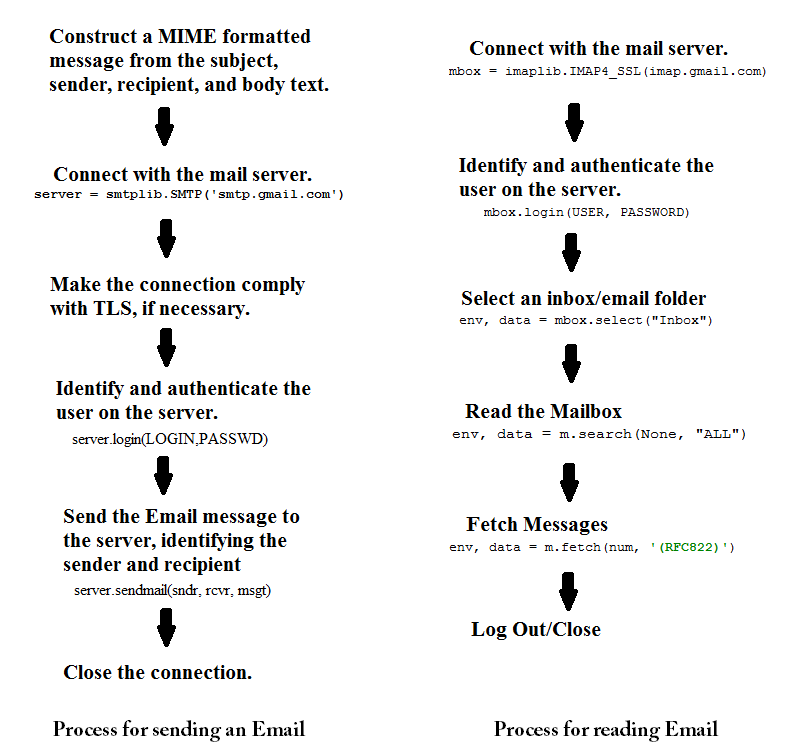 Construct a MIME formatted
message from the subject,
sender, recipient, and body text.
Connect with the mail server.
server = smtplib.SMTP('smtp.gmail.com')
Make the connection comply
with TLS, if necessary.
Identify and authenticate the
user on the server.
server.login(LOGIN,PASSWD)
Send the Email message to
the server, identifying the
sender and recipient
server.sendmail(sndr, rcvr, msgt)
Close the connection.
Process for sending an Email
Connect with the mail server.
mbox = imaplib.IMAP4_SSL(imap.gmail.com)
Identify and authenticate the
user on the server.
mbox.login(USER, PASSWORD)
Select an inbox/email folder
env, data = mbox.select("Inbox")
Read the Mailbox
env, data = m.search(None, "ALL")
Fetch Messages
env, data = m.fetch(num, '(RFC822)')
Log Out/Close
Process for reading Email